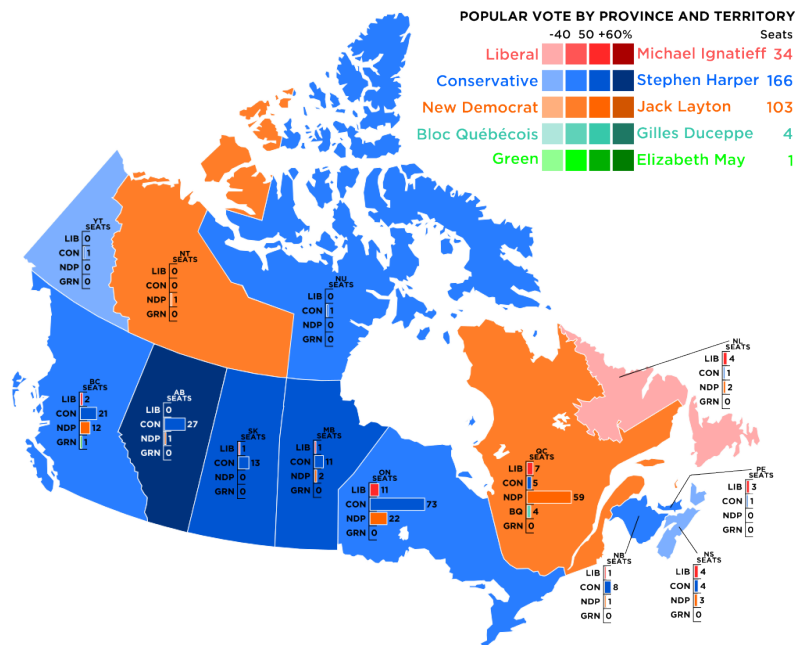 POPULAR VOTE BY PROVINCE AND TERRITORY
-40 50 +60% Seats
Liberal Michael Ignatieff 34
Conservative Stephen Harper 166
New Democrat Jack Layton 103
Bloc Québécois Gilles Duceppe 4
Green Elizabeth May 1
YT
SEATS
LIB 0
CON 1
NDP 0
GRN 0
NT
SEATS
LIB 0
CON 0
NDP 1
GRN 0
NU
SEATS
LIB 0
CON 1
NDP 0
GRN 0
BC
SEATS
LIB 2
CON 21
NDP 12
GRN 1
AB
SEATS
LIB 0
CON 27
NDP 1
GRN 0
SK
SEATS
LIB 1
CON 13
NDP 0
GRN 0
MB
SEATS
LIB 1
CON 11
NDP 2
GRN 0
ON
SEATS
LIB 11
CON 73
NDP 22
GRN 0
QC
SEATS
LIB 7
CON 5
NDP 59
BQ 4
GRN 0
NL
SEATS
LIB 4
CON 1
NDP 2
GRN 0
PE
SEATS
LIB 3
CON 1
NDP 0
GRN 0
NB
SEATS
LIB 1
CON 8
NDP 1
GRN 0
NS
SEATS
LIB 4
CON 4
NDP 3
GRN 0